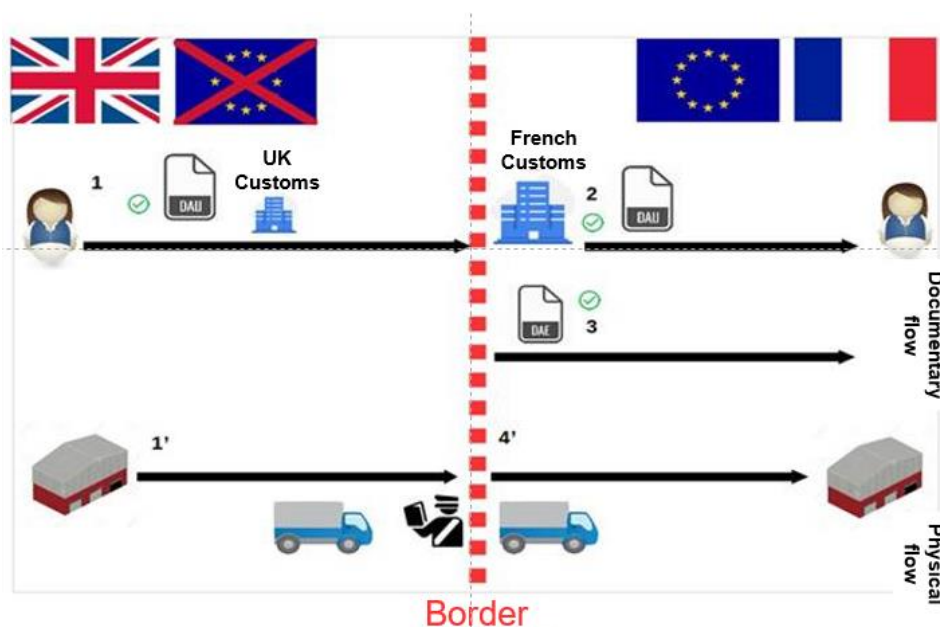 UK
Customs
French
Customs
1
DAU
2
DAU
DAE
3
Documentary
flow
1’
4’
Physical
flow
Border